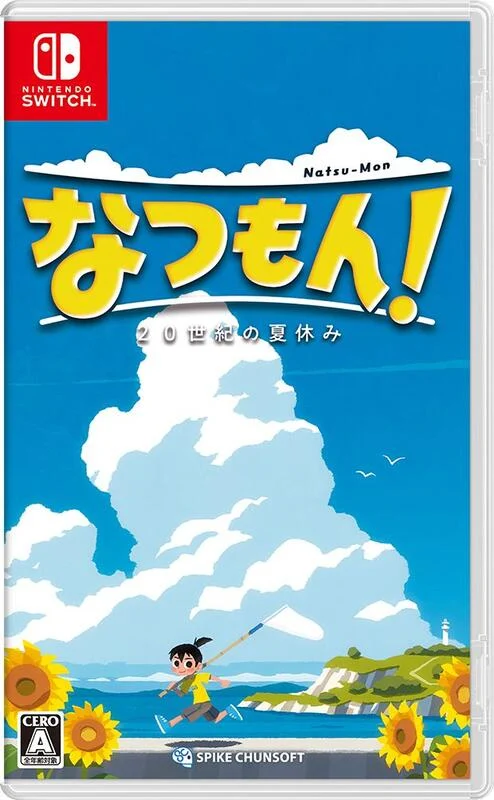 NINTENDO
SWITCH™
Natsu-Mon
なつもん!
20世紀の夏休み
CERO
A
全年齢対象
SPIKE CHUNSOFT